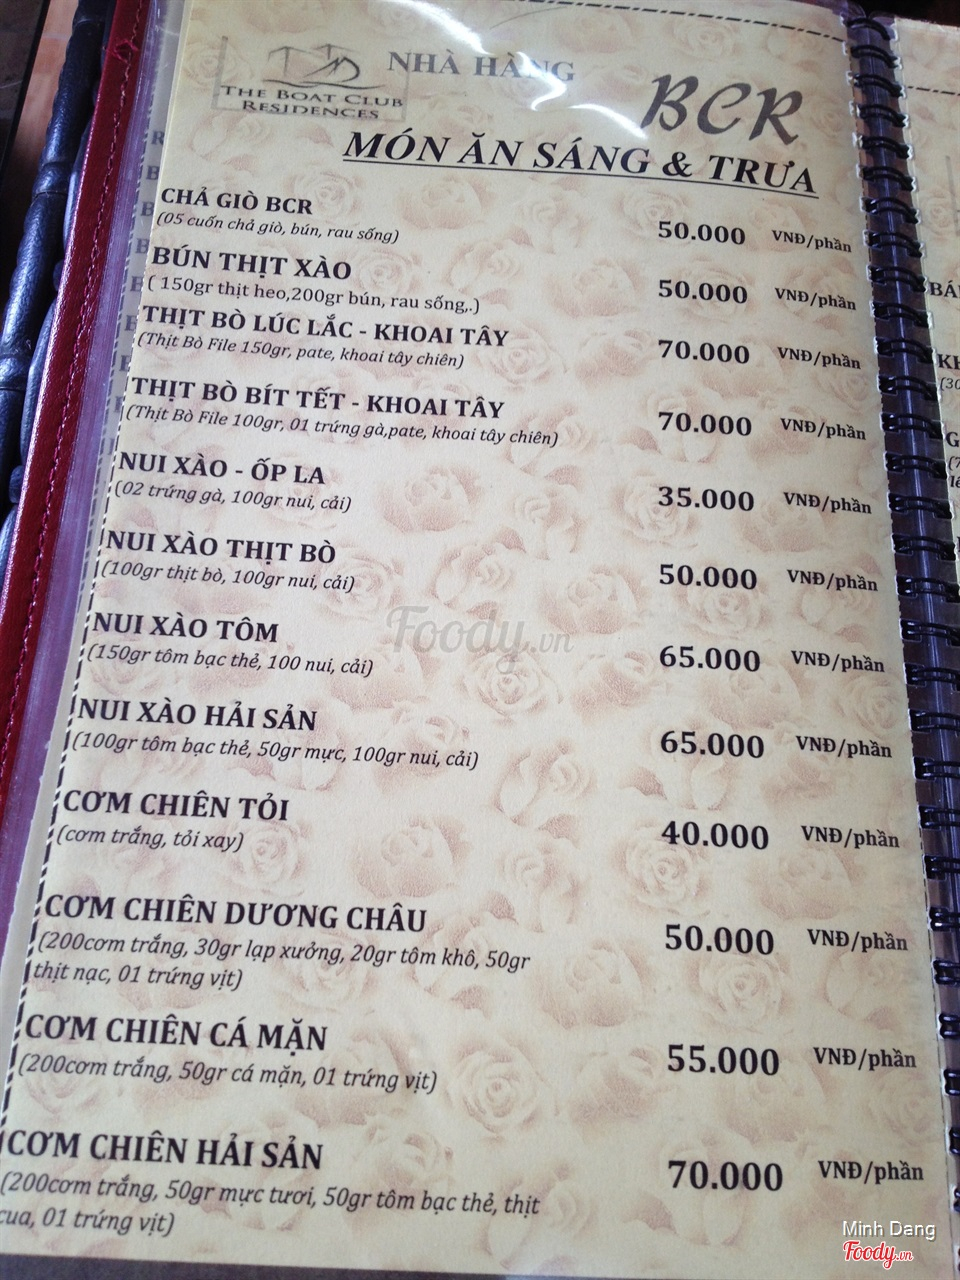 NHÀ HÀNG
THE BOAT CLUB
RESIDENCES
BCR
MÓN ĂN SÁNG & TRƯA
CHẢ GIÒ BCR
50.000 VNĐ/phần
(05 cuốn chả giò, bún, rau sống)
BÚN THỊT XÀO
50.000 VNĐ/phần
( 150gr thịt heo,200gr bún, rau sống,.)
THỊT BÒ LÚC LẮC - KHOAI TÂY
70.000 VNĐ/phần
(Thịt Bò File 150gr, pate, khoai tây chiên)
THỊT BÒ BÍT TẾT - KHOAI TÂY
70.000 VNĐ/phần
(Thịt Bò File 100gr, 01 trứng gà,pate, khoai tây chiên)
NUI XÀO - ỐP LA
35.000 VNĐ/phần
(02 trứng gà, 100gr nui, cải)
NUI XÀO THỊT BÒ
50.000 VNĐ/phần
(100gr thịt bò, 100gr nui, cải)
Foody.vn
NUI XÀO TÔM
65.000 VNĐ/phần
(150gr tôm bạc thẻ, 100 nui, cải)
NUI XÀO HẢI SẢN
65.000 VNĐ/phần
(100gr tôm bạc thẻ, 50gr mực, 100gr nui, cải)
CƠM CHIÊN TỎI
40.000 VNĐ/phần
(cơm trắng, tỏi xay)
CƠM CHIÊN DƯƠNG CHÂU
50.000 VNĐ/phần
(200cơm trắng, 30gr lạp xưởng, 20gr tôm khô, 50gr
thịt nạc, 01 trứng vịt)
CƠM CHIÊN CÁ MẶN
55.000 VNĐ/phần
(200cơm trắng, 50gr cá mặn, 01 trứng vịt)
CƠM CHIÊN HẢI SẢN
70.000 VNĐ/phần
(200cơm trắng, 50gr mực tươi, 50gr tôm bạc thẻ, thịt
cua, 01 trứng vịt)
Minh Dang
Foody.vn